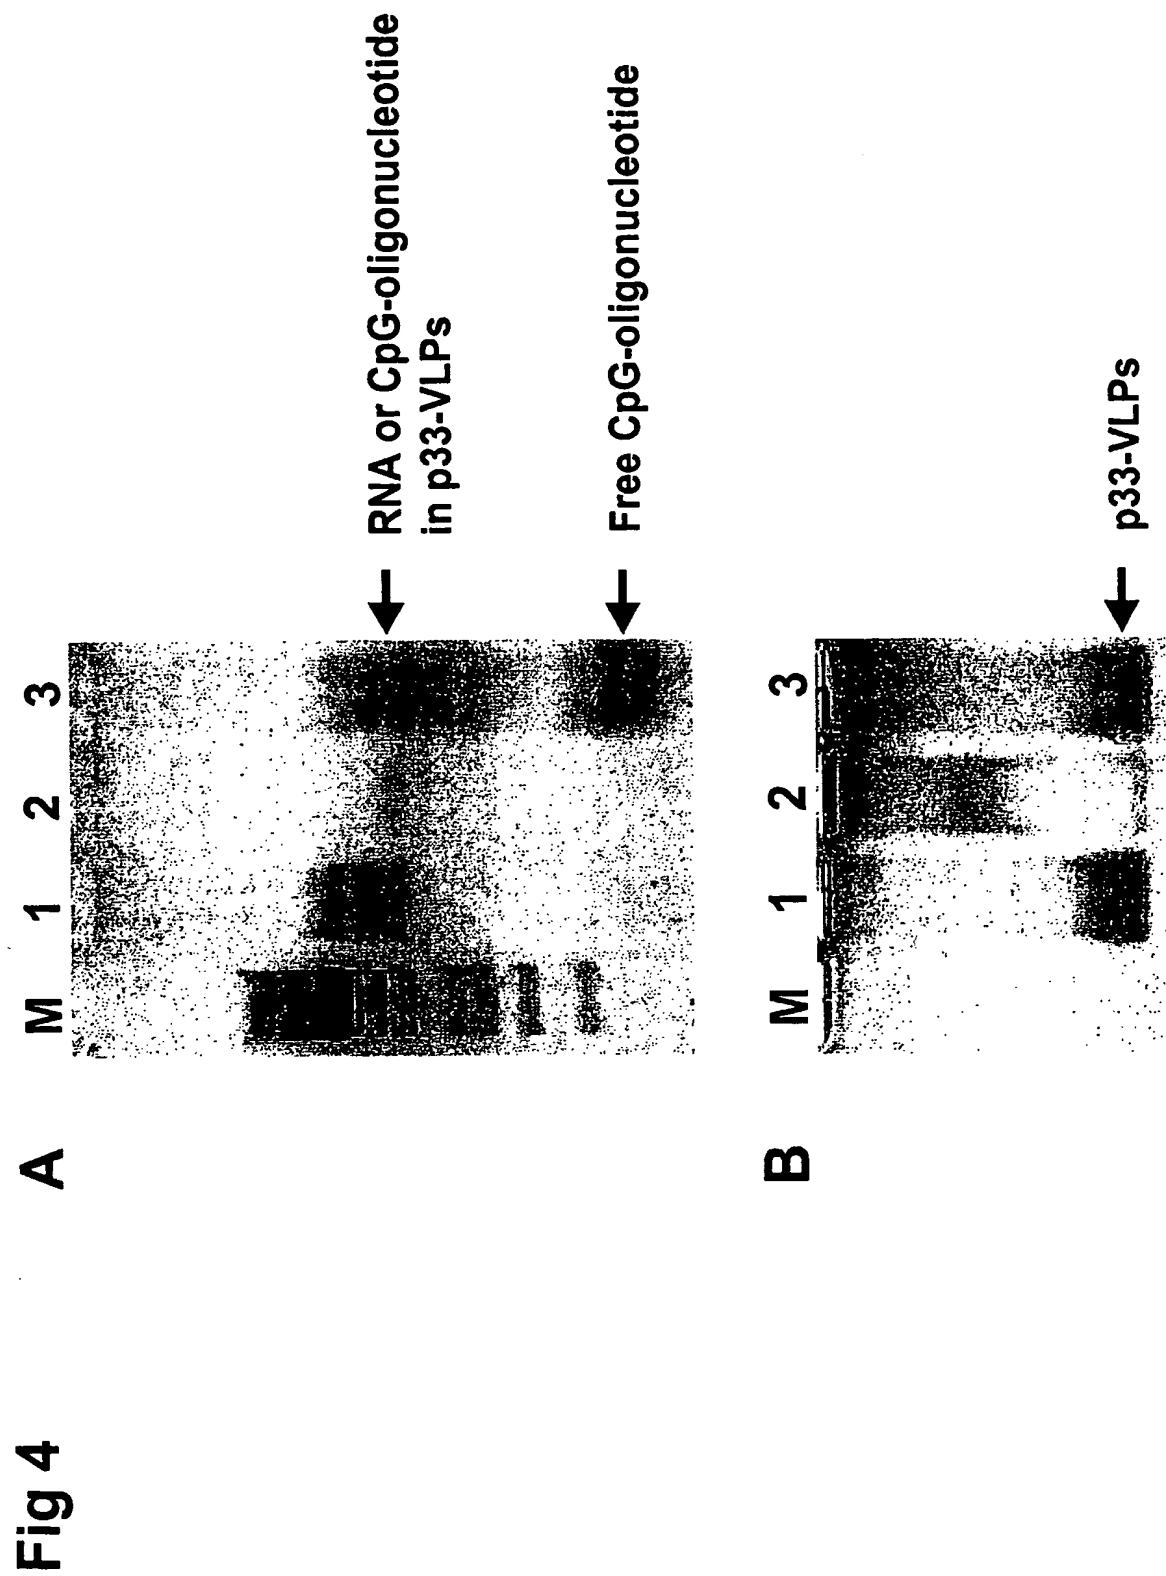 Fig 4
A
M 1 2 3
RNA or CpG-oligonucleotide
in p33-VLPs
Free CpG-oligonucleotide
B
M 1 2 3
p33-VLPs